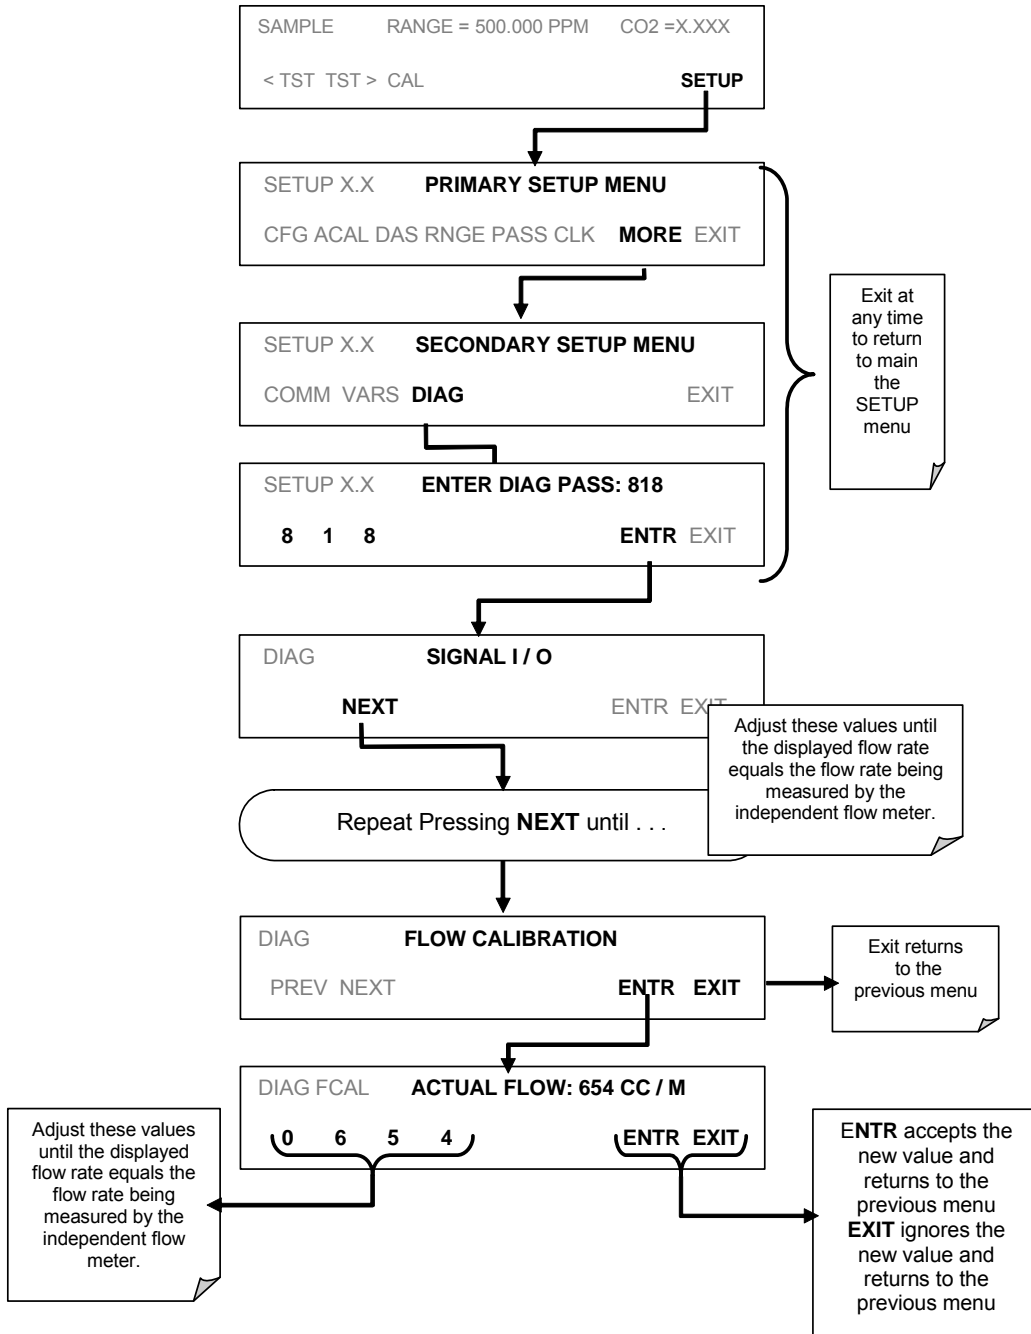 SAMPLE RANGE = 500.000 PPM CO2 =X.XXX
< TST TST > CAL SETUP
SETUP X.X PRIMARY SETUP MENU
CFG ACAL DAS RNGE PASS CLK MORE EXIT
Exit at
any time
to return
to main
the
SETUP
menu
SETUP X.X SECONDARY SETUP MENU
COMM VARS DIAG EXIT
SETUP X.X ENTER DIAG PASS: 818
8 1 8 ENTR EXIT
DIAG SIGNAL I / O
NEXT ENTR EXIT
Adjust these values until
the displayed flow rate
equals the flow rate being
measured by the
independent flow meter.
Repeat Pressing NEXT until . . .
DIAG FLOW CALIBRATION
PREV NEXT ENTR EXIT
Exit returns
to the
previous menu
DIAG FCAL ACTUAL FLOW: 654 CC / M
0 6 5 4 ENTR EXIT
Adjust these values
until the displayed
flow rate equals the
flow rate being
measured by the
independent flow
meter.
ENTR accepts the
new value and
returns to the
previous menu
EXIT ignores the
new value and
returns to the
previous menu